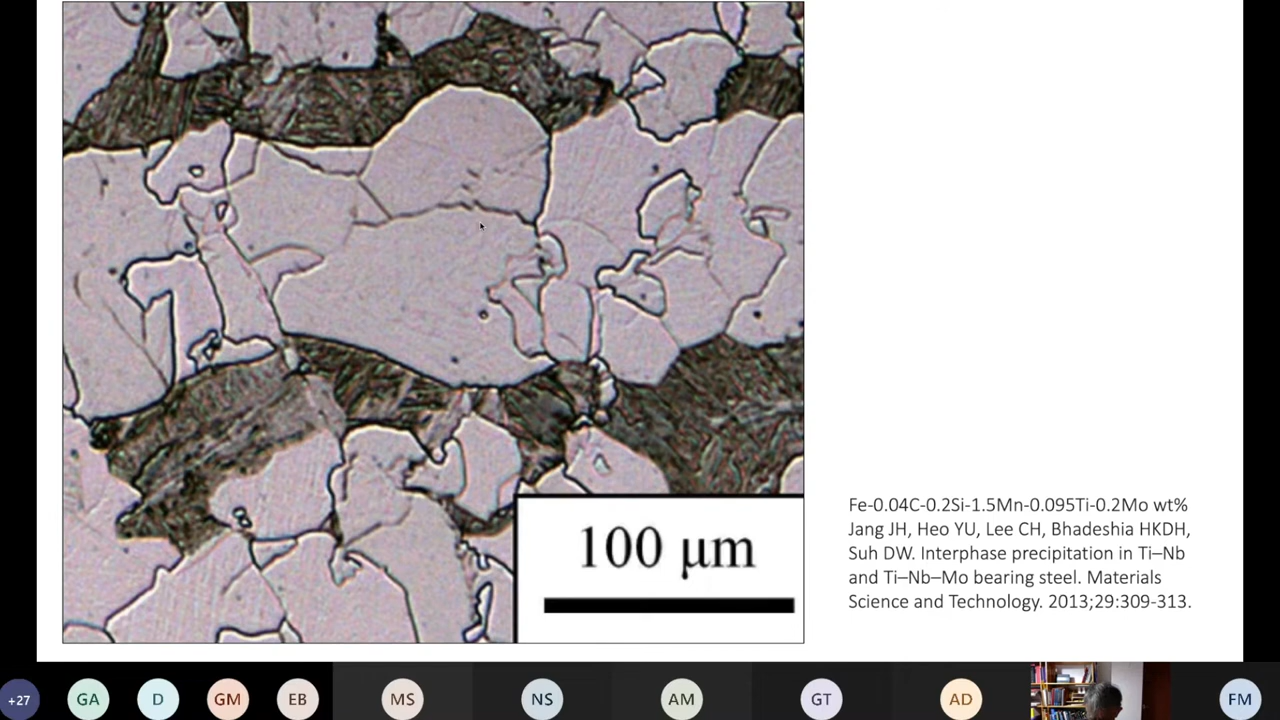 Fe-0.04C-0.2Si-1.5Mn-0.095Ti-0.2Mo wt%
Jang JH, Heo YU, Lee CH, Bhadeshia HKDH,
Suh DW. Interphase precipitation in Ti–Nb
and Ti–Nb–Mo bearing steel. Materials
Science and Technology. 2013;29:309-313.
100 μm
+27 GA D GM EB MS NS AM GT AD FM